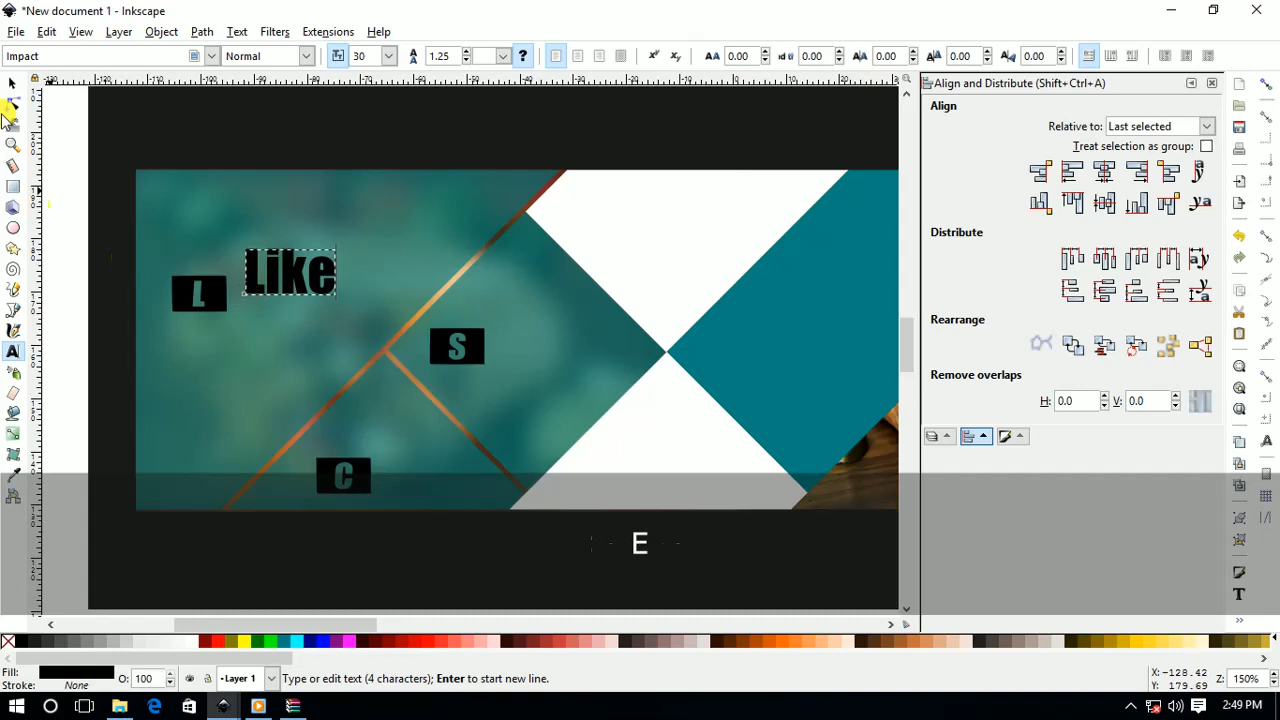 *New document 1 - Inkscape
File Edit View Layer Object Path Text Filters Extensions Help
Impact Normal 30 1.25 0.00 0.00 0.00 0.00 0.00
Align and Distribute (Shift+Ctrl+A)
Align
Relative to: Last selected
Treat selection as group:
Distribute
Rearrange
Remove overlaps
H: 0.0 V: 0.0
Like
L
S
C
E
Fill:
Stroke: None
O: 100
Layer 1
Type or edit text (4 characters); Enter to start new line.
X: -128.42
Y: 179.69
Z: 150%
2:49 PM